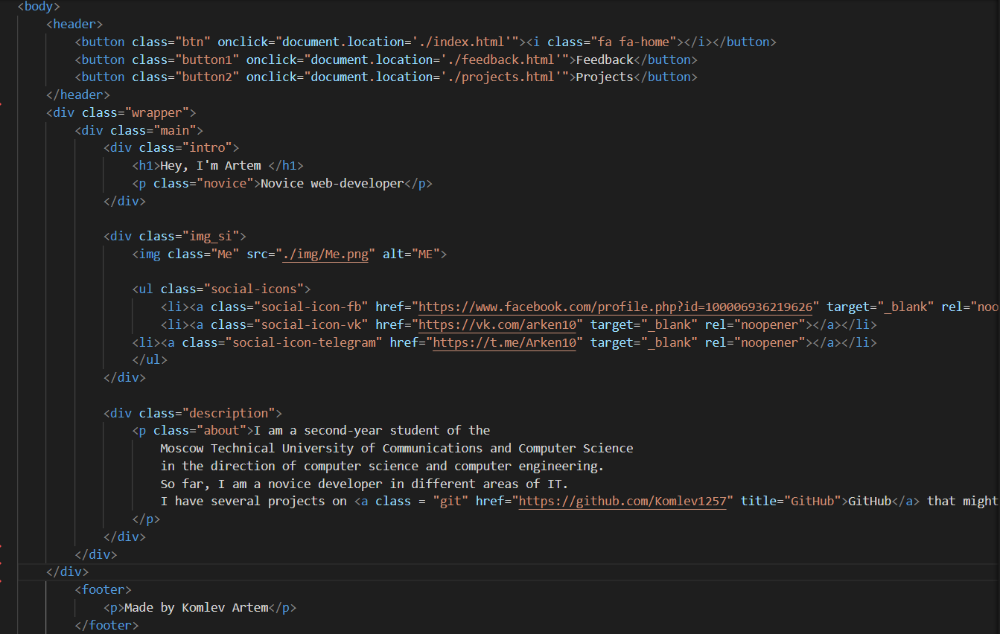 <body>
<header>
<button class="btn" onclick="document.location='./index.html'"><i class="fa fa-home"></i></button>
<button class="button1" onclick="document.location='./feedback.html'">Feedback</button>
<button class="button2" onclick="document.location='./projects.html'">Projects</button>
</header>
<div class="wrapper">
<div class="main">
<div class="intro">
<h1>Hey, I'm Artem </h1>
<p class="novice">Novice web-developer</p>
</div>
<div class="img_si">
<img class="Me" src="./img/Me.png" alt="ME">
<ul class="social-icons">
<li><a class="social-icon-fb" href="https://www.facebook.com/profile.php?id=100006936219626" target="_blank" rel="noo
<li><a class="social-icon-vk" href="https://vk.com/arken10" target="_blank" rel="noopener"></a></li>
<li><a class="social-icon-telegram" href="https://t.me/Arken10" target="_blank" rel="noopener"></a></li>
</ul>
</div>
<div class="description">
<p class="about">I am a second-year student of the
Moscow Technical University of Communications and Computer Science
in the direction of computer science and computer engineering.
So far, I am a novice developer in different areas of IT.
I have several projects on <a class = "git" href="https://github.com/Komlev1257" title="GitHub">GitHub</a> that might
</p>
</div>
</div>
</div>
<footer>
<p>Made by Komlev Artem</p>
</footer>